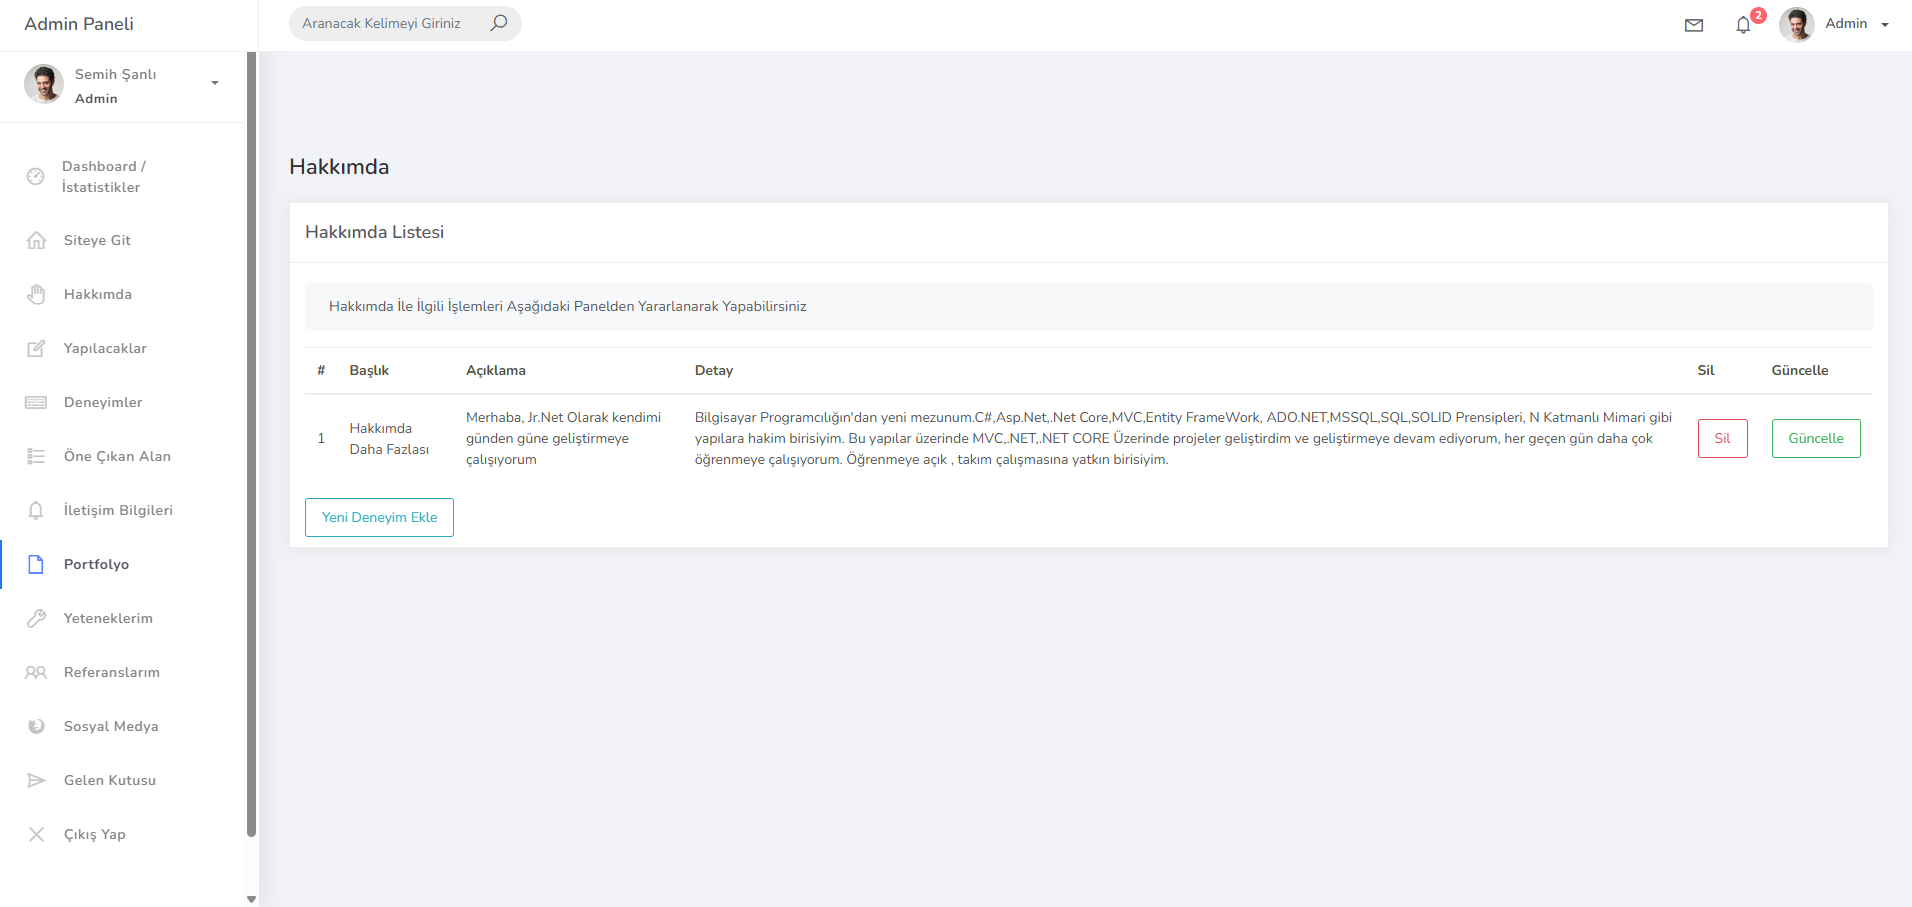 Admin Paneli
Aranacak Kelimeyi Giriniz
2
Admin
Semih Şanlı
Admin
Dashboard /
İstatistikler
Siteye Git
Hakkımda
Yapılacaklar
Deneyimler
Öne Çıkan Alan
İletişim Bilgileri
Portfolyo
Yeteneklerim
Referanslarım
Sosyal Medya
Gelen Kutusu
Çıkış Yap
Hakkımda
Hakkımda Listesi
Hakkımda İle İlgili İşlemleri Aşağıdaki Panelden Yararlanarak Yapabilirsiniz
# Başlık Açıklama Detay Sil Güncelle
1
Hakkımda
Daha Fazlası
Merhaba, Jr.Net Olarak kendimi
günden güne geliştirmeye
çalışıyorum
Bilgisayar Programcılığın'dan yeni mezunum.C#,Asp.Net,.Net Core,MVC,Entity FrameWork, ADO.NET,MSSQL,SQL,SOLID Prensipleri, N Katmanlı Mimari gibi
yapılara hakim birisiyim. Bu yapılar üzerinde MVC,.NET,.NET CORE Üzerinde projeler geliştirdim ve geliştirmeye devam ediyorum, her geçen gün daha çok
öğrenmeye çalışıyorum. Öğrenmeye açık , takım çalışmasına yatkın birisiyim.
Sil
Güncelle
Yeni Deneyim Ekle